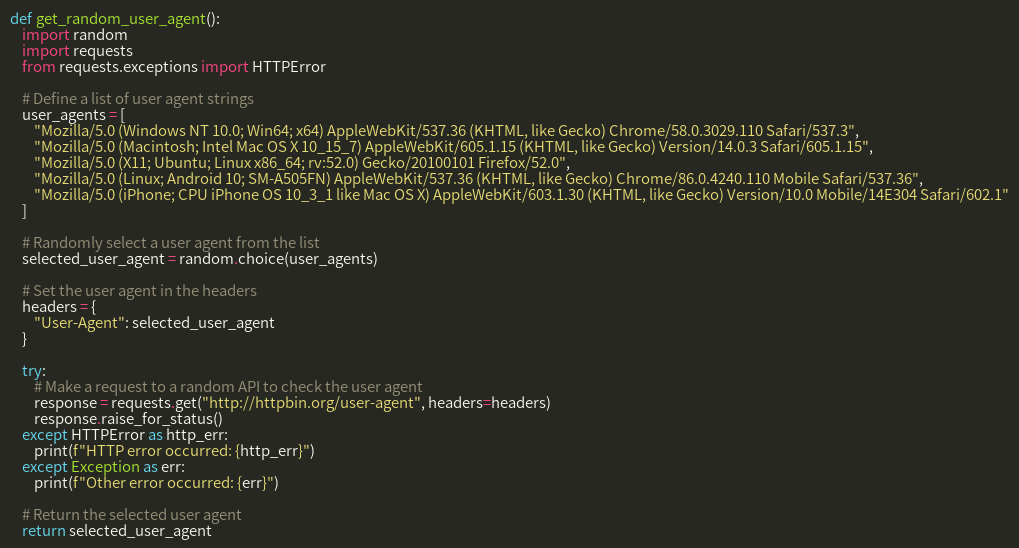 def get_random_user_agent():
    import random
    import requests
    from requests.exceptions import HTTPError

    # Define a list of user agent strings
    user_agents = [
        "Mozilla/5.0 (Windows NT 10.0; Win64; x64) AppleWebKit/537.36 (KHTML, like Gecko) Chrome/58.0.3029.110 Safari/537.3",
        "Mozilla/5.0 (Macintosh; Intel Mac OS X 10_15_7) AppleWebKit/605.1.15 (KHTML, like Gecko) Version/14.0.3 Safari/605.1.15",
        "Mozilla/5.0 (X11; Ubuntu; Linux x86_64; rv:52.0) Gecko/20100101 Firefox/52.0",
        "Mozilla/5.0 (Linux; Android 10; SM-A505FN) AppleWebKit/537.36 (KHTML, like Gecko) Chrome/86.0.4240.110 Mobile Safari/537.36",
        "Mozilla/5.0 (iPhone; CPU iPhone OS 10_3_1 like Mac OS X) AppleWebKit/603.1.30 (KHTML, like Gecko) Version/10.0 Mobile/14E304 Safari/602.1"
    ]

    # Randomly select a user agent from the list
    selected_user_agent = random.choice(user_agents)

    # Set the user agent in the headers
    headers = {
        "User-Agent": selected_user_agent
    }

    try:
        # Make a request to a random API to check the user agent
        response = requests.get("http://httpbin.org/user-agent", headers=headers)
        response.raise_for_status()
    except HTTPError as http_err:
        print(f"HTTP error occurred: {http_err}")
    except Exception as err:
        print(f"Other error occurred: {err}")

    # Return the selected user agent
    return selected_user_agent